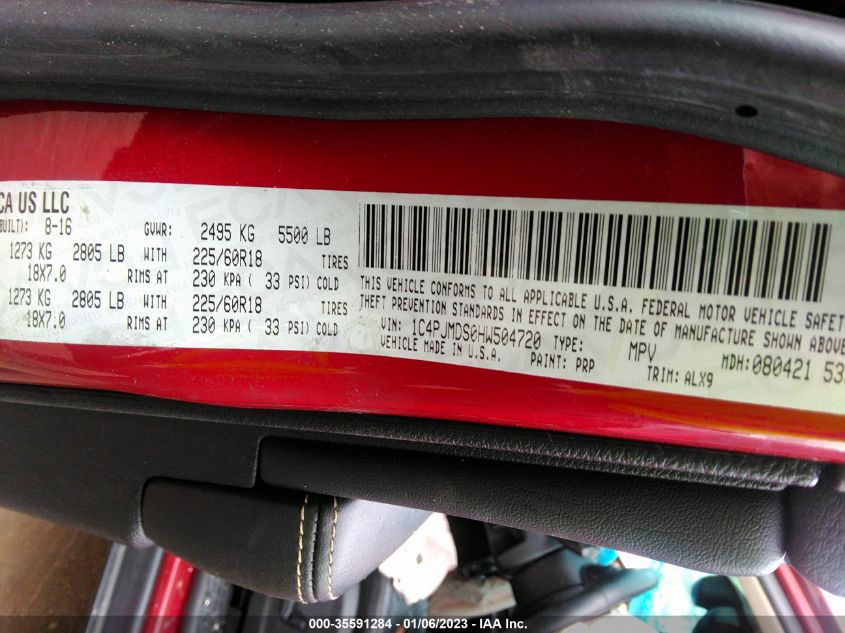 CA US LLC
BUILT): 8-16 GVWR: 2495 KG 5500 LB
1273 KG 2805 LB WITH 225/60R18 TIRES
18X7.0 RIMS AT 230 KPA ( 33 PSI) COLD
1273 KG 2805 LB WITH 225/60R18 TIRES
18X7.0 RIMS AT 230 KPA ( 33 PSI) COLD
THIS VEHICLE CONFORMS TO ALL APPLICABLE U.S.A. FEDERAL MOTOR VEHICLE SAFET
THEFT PREVENTION STANDARDS IN EFFECT ON THE DATE OF MANUFACTURE SHOWN ABOVE
VIN: 1C4PJMDS0HW504720 TYPE: MPV MDH:080421 53
VEHICLE MADE IN U.S.A. PAINT: PRP TRIM: ALX9
000-35591284 - 01/06/2023 - IAA Inc.